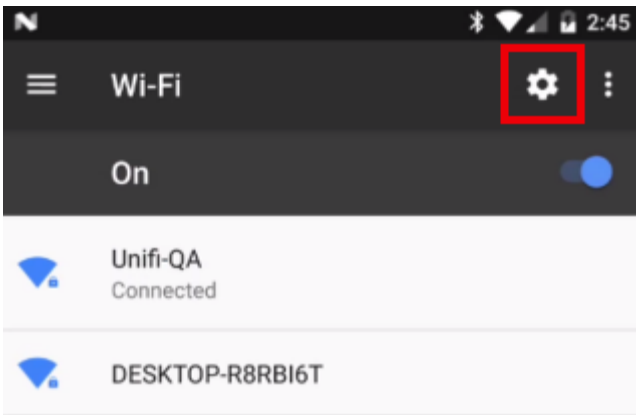 2:45
Wi-Fi
On
Unifi-QA
Connected
DESKTOP-R8RBI6T